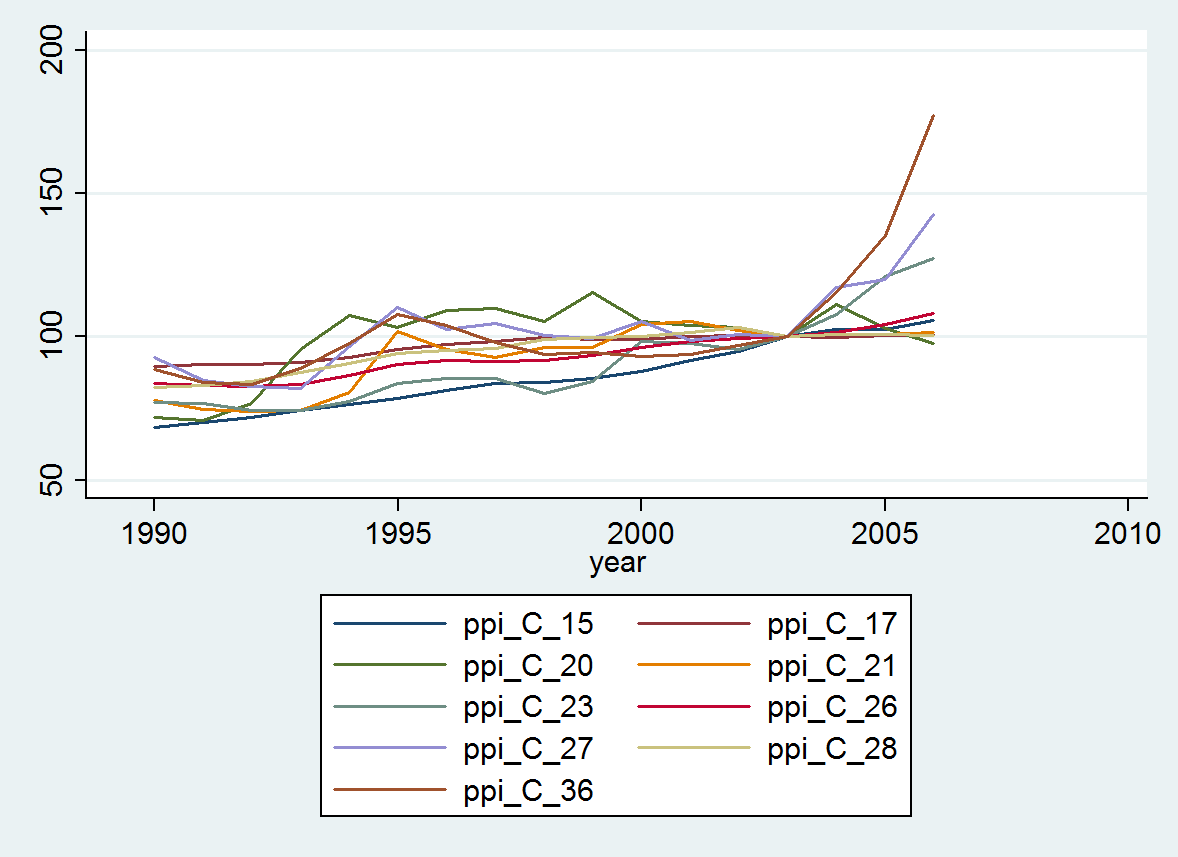 200
150
100
50
1990 1995 2000 2005 2010
year
ppi_C_15 ppi_C_17
ppi_C_20 ppi_C_21
ppi_C_23 ppi_C_26
ppi_C_27 ppi_C_28
ppi_C_36